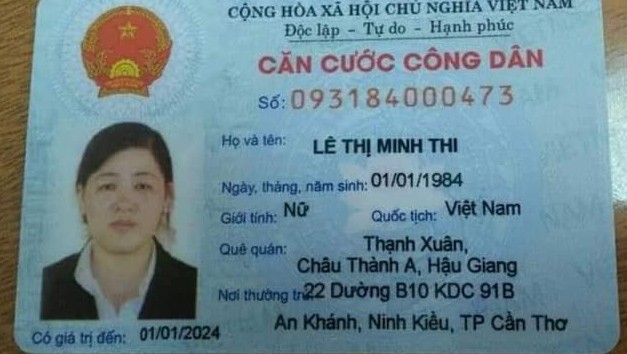 CỘNG HÒA XÃ HỘI CHỦ NGHĨA VIỆT NAM
Độc lập - Tự do - Hạnh phúc
CĂN CƯỚC CÔNG DÂN
Số: 093184000473
Họ và tên: LÊ THỊ MINH THI
Ngày, tháng, năm sinh: 01/01/1984
Giới tính: Nữ Quốc tịch: Việt Nam
Quê quán: Thạnh Xuân,
Châu Thành A, Hậu Giang
Nơi thường 22 Dường B10 KDC 91B
An Khánh, Ninh Kiều, TP Cần Thơ
Có giá trị đến: 01/01/2024